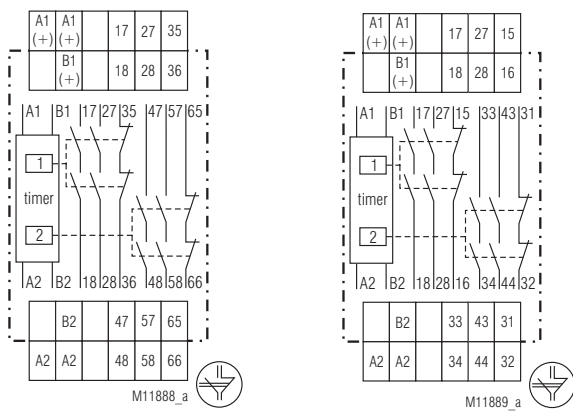 A1 A1 17 27 35
(+) (+)
B1 18 28 36
(+)
A1 B1 17 27 35 47 57 65
1
timer
2
A2 B2 18 28 36 48 58 66
B2 47 57 65
A2 A2 48 58 66
M11888_a
A1 A1 17 27 15
(+) (+)
B1 18 28 16
(+)
A1 B1 17 27 15 33 43 31
1
timer
2
A2 B2 18 28 16 34 44 32
B2 33 43 31
A2 A2 34 44 32
M11889_a